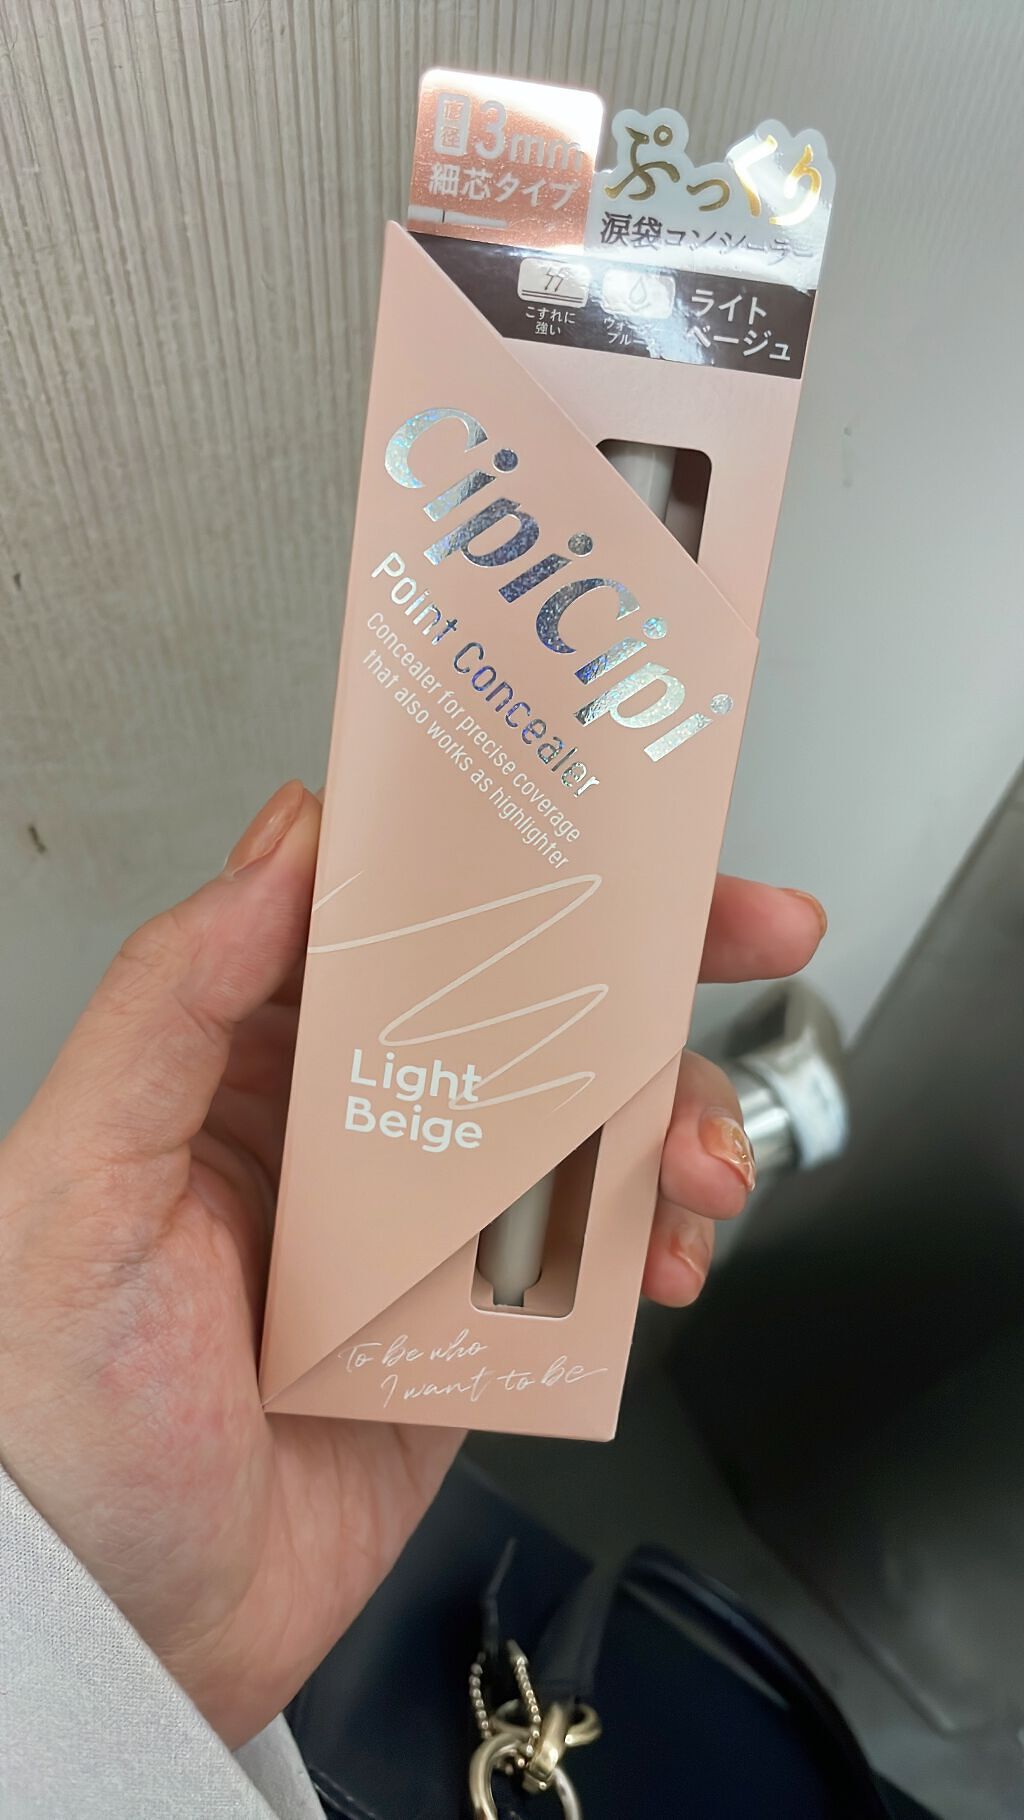 直径3mm
細芯タイプ
ぷっくり
涙袋コンシーラー
こすれに
強い
ライト
ベージュ
CipiCipi
Point Concealer
Concealer for precise coverage
that also works as highlighter
Light
Beige
To be who
I want to be